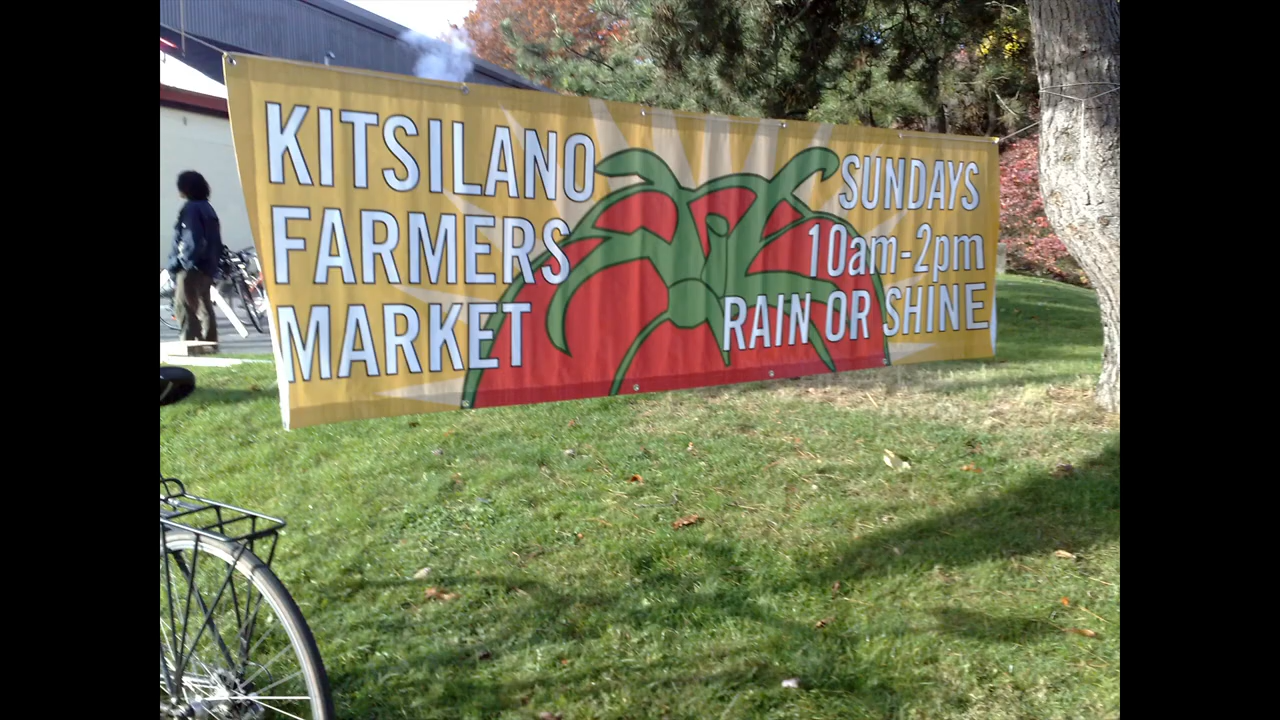 KITSILANO
FARMERS
MARKET
SUNDAYS
10am-2pm
RAIN OR SHINE